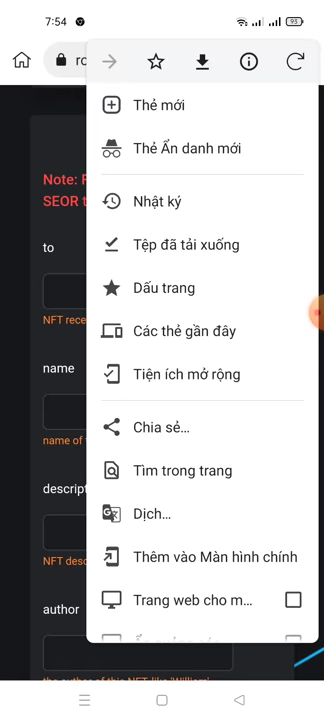 7:54
93
ro
Thẻ mới
Thẻ Ẩn danh mới
Nhật ký
Note: F
SEOR t
Tệp đã tải xuống
to
Dấu trang
NFT rece
Các thẻ gần đây
name
Tiện ích mở rộng
Chia sẻ...
name of
Tìm trong trang
descript
Dịch...
NFT desc
Thêm vào Màn hình chính
author
Trang web cho m...